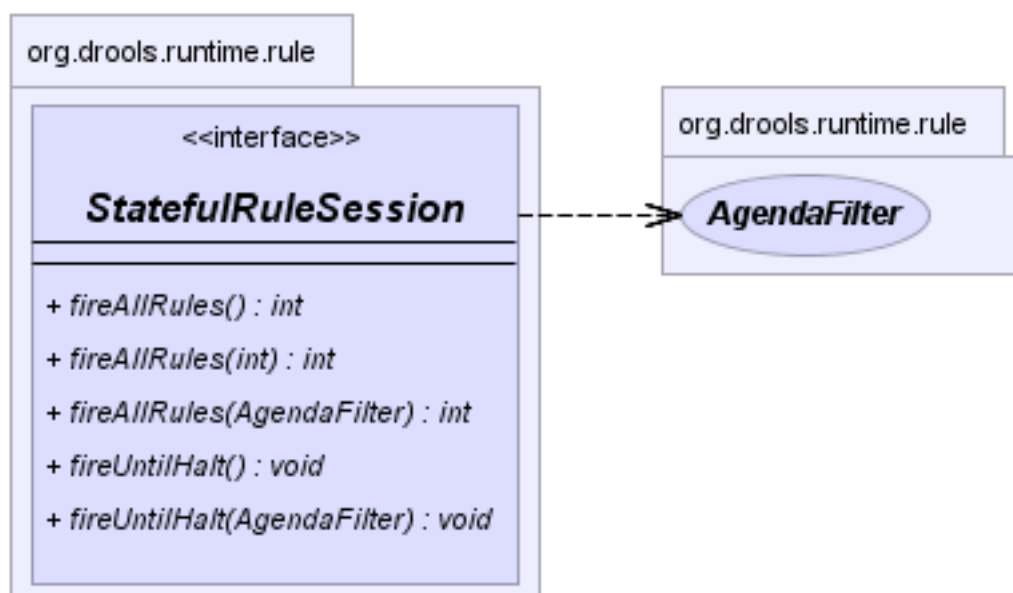 org.drools.runtime.rule
<<interface>>
StatefulRuleSession
+ fireAllRules() : int
+ fireAllRules(int) : int
+ fireAllRules(AgendaFilter) : int
+ fireUntilHalt() : void
+ fireUntilHalt(AgendaFilter) : void
org.drools.runtime.rule
AgendaFilter